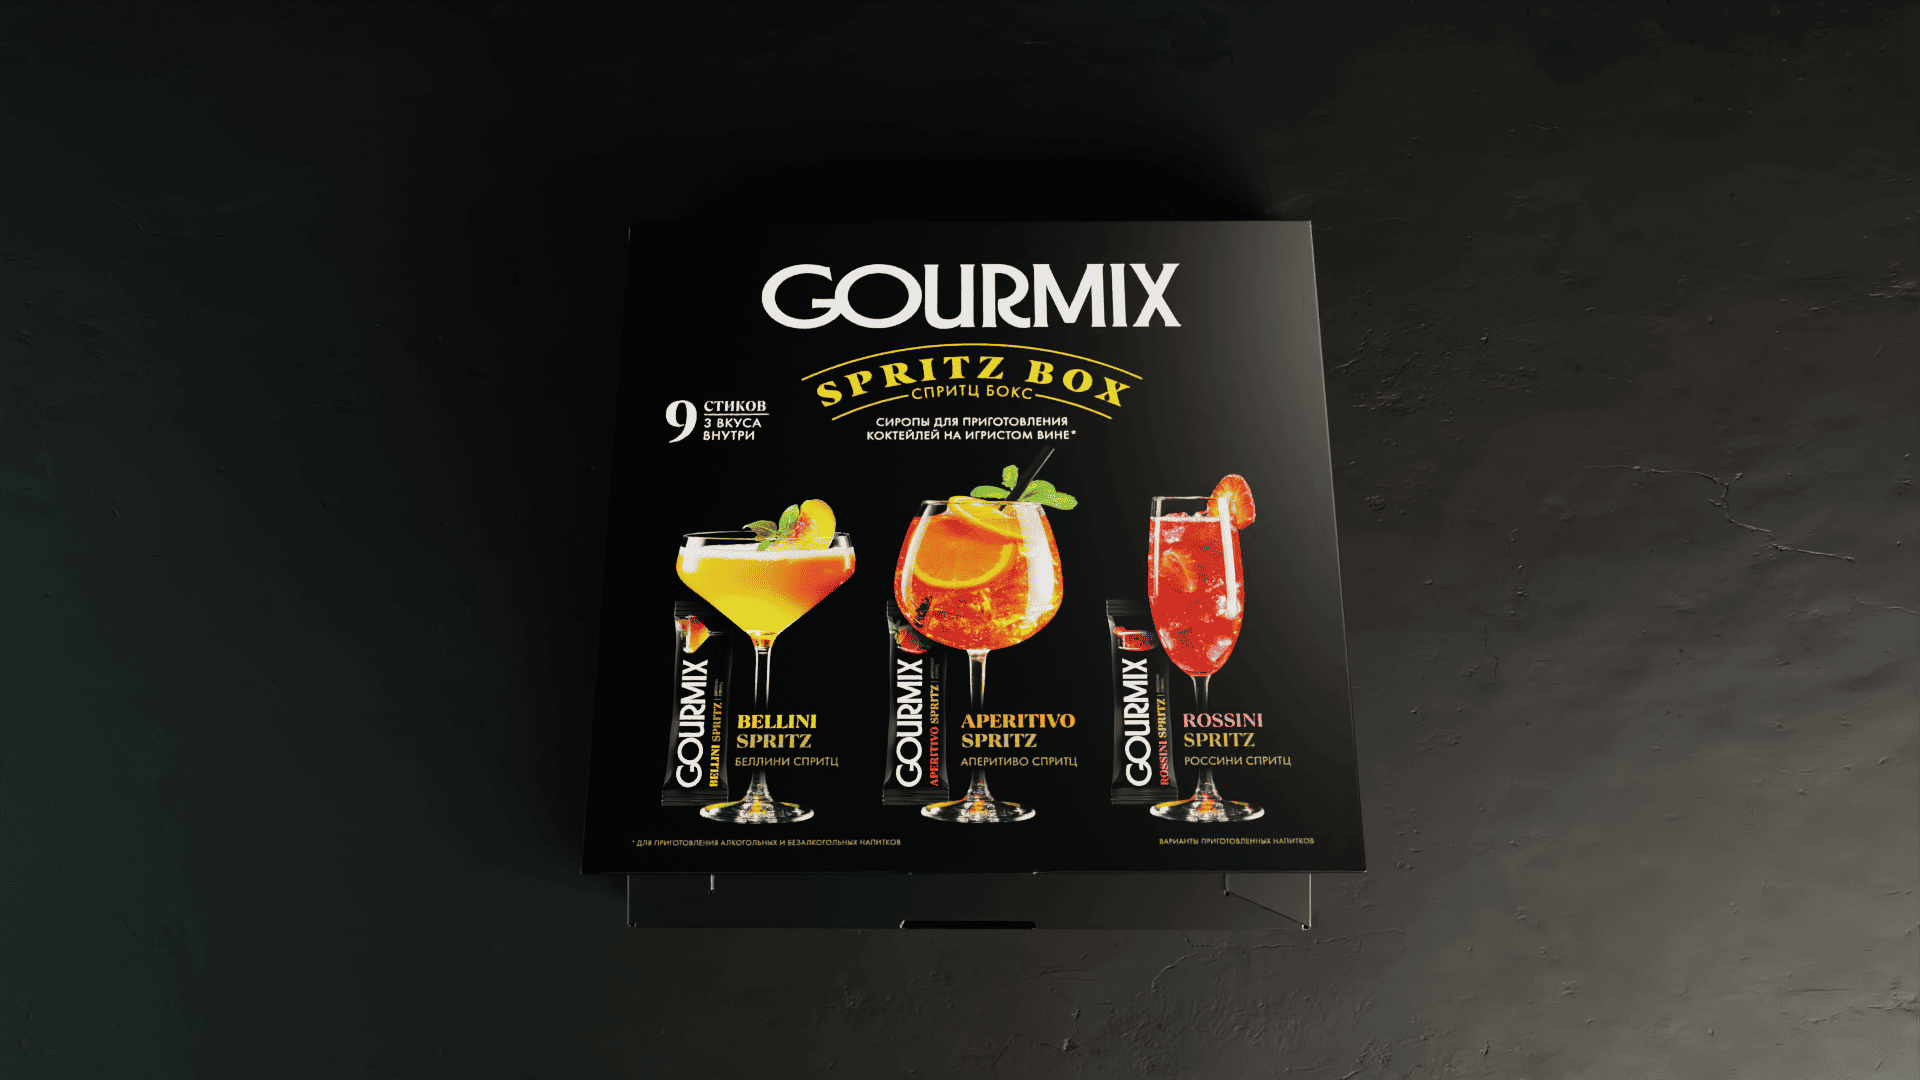 GOURMIX
SPRITZ BOX
СПРИТЦ БОКС
9 СТИКОВ
3 ВКУСА
ВНУТРИ
СИРОПЫ ДЛЯ ПРИГОТОВЛЕНИЯ
КОКТЕЙЛЕЙ НА ИГРИСТОМ ВИНЕ*
GOURMIX
BELLINI SPRITZ
BELLINI
SPRITZ
БЕЛЛИНИ СПРИТЦ
GOURMIX
APERITIVO SPRITZ
APERITIVO
SPRITZ
АПЕРИТИВО СПРИТЦ
GOURMIX
ROSSINI SPRITZ
ROSSINI
SPRITZ
РОССИНИ СПРИТЦ
* ДЛЯ ПРИГОТОВЛЕНИЯ АЛКОГОЛЬНЫХ И БЕЗАЛКОГОЛЬНЫХ НАПИТКОВ
ВАРИАНТЫ ПРИГОТОВЛЕННЫХ НАПИТКОВ